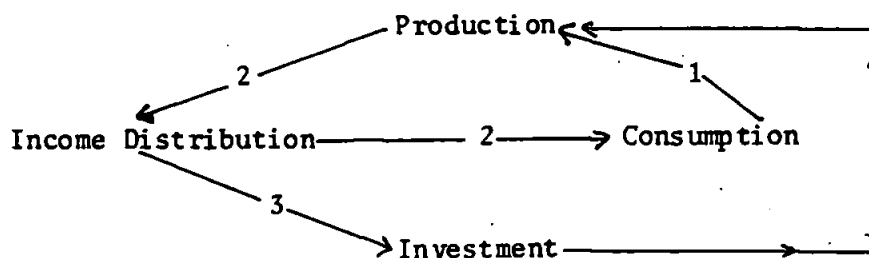 Production
2
1
Income Distribution 2 Consumption
3
Investment